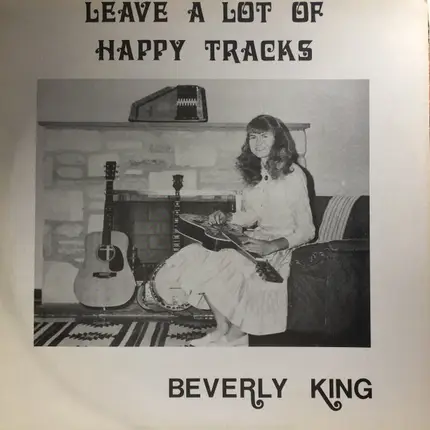 LEAVE A LOT OF
HAPPY TRACKS
BEVERLY KING